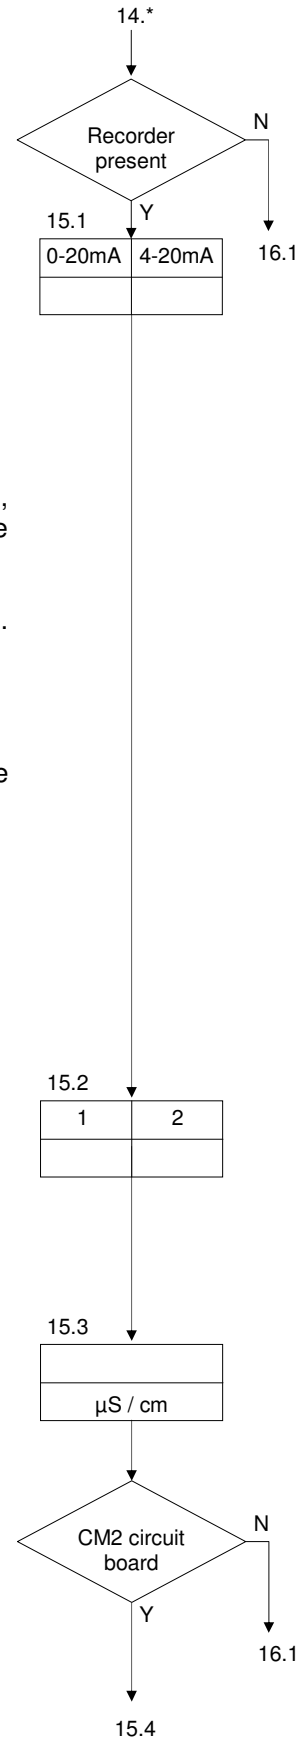 14.*
Recorder
present
N
Y
15.1
16.1
0-20mA 4-20mA
,
e
.
e
15.2
1 2
15.3
µS / cm
CM2 circuit
board
N
Y
16.1
15.4